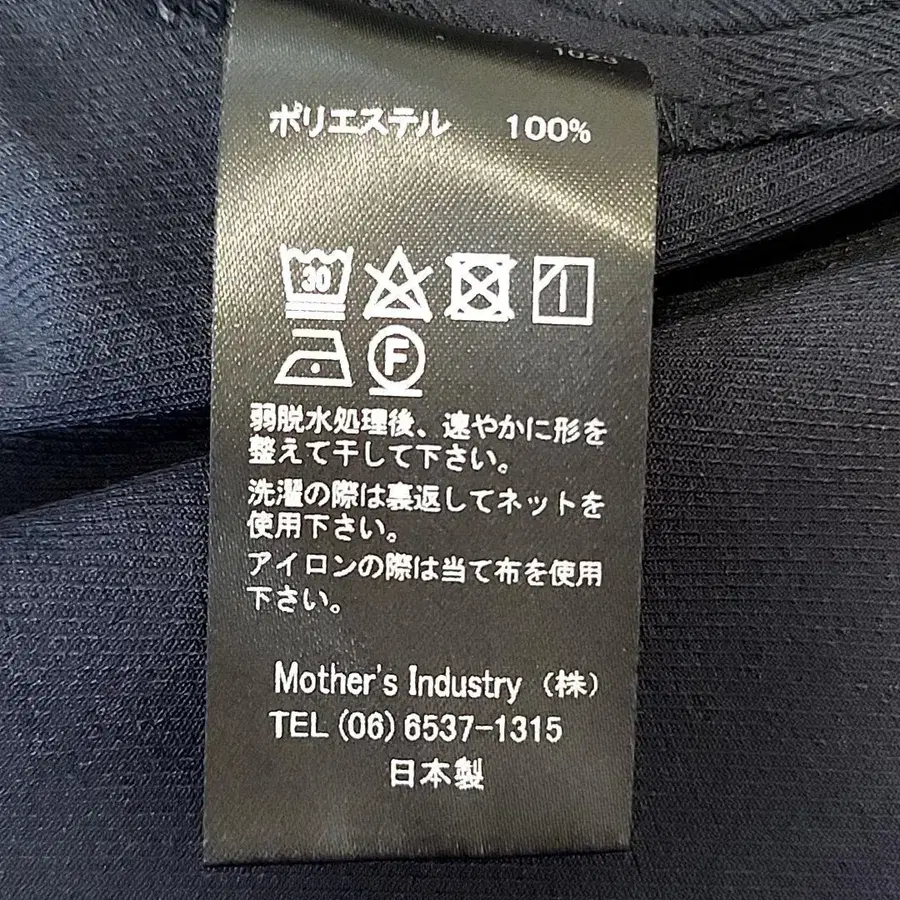 1023
ポリエステル 100%
30
F
弱脱水処理後、速やかに形を
整えて干して下さい。
洗濯の際は裏返してネットを
使用下さい。
アイロンの際は当て布を使用
下さい。
Mother's Industry (株)
TEL (06) 6537-1315
日本製